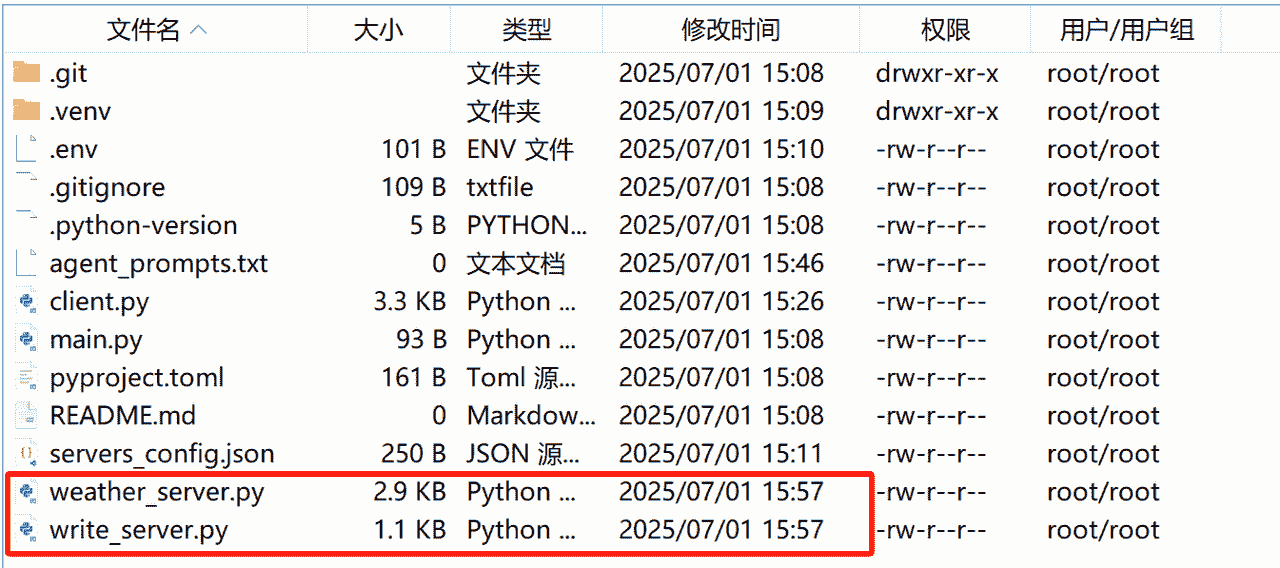 文件名 大小 类型 修改时间 权限 用户/用户组
.git 文件夹 2025/07/01 15:08 drwxr-xr-x root/root
.venv 文件夹 2025/07/01 15:09 drwxr-xr-x root/root
.env 101 B ENV 文件 2025/07/01 15:10 -rw-r--r-- root/root
.gitignore 109 B txtfile 2025/07/01 15:08 -rw-r--r-- root/root
.python-version 5 B PYTHON... 2025/07/01 15:08 -rw-r--r-- root/root
agent_prompts.txt 0 文本文档 2025/07/01 15:46 -rw-r--r-- root/root
client.py 3.3 KB Python ... 2025/07/01 15:26 -rw-r--r-- root/root
main.py 93 B Python ... 2025/07/01 15:08 -rw-r--r-- root/root
pyproject.toml 161 B Toml 源... 2025/07/01 15:08 -rw-r--r-- root/root
README.md 0 Markdow... 2025/07/01 15:08 -rw-r--r-- root/root
servers_config.json 250 B JSON 源... 2025/07/01 15:11 -rw-r--r-- root/root
weather_server.py 2.9 KB Python ... 2025/07/01 15:57 -rw-r--r-- root/root
write_server.py 1.1 KB Python ... 2025/07/01 15:57 -rw-r--r-- root/root